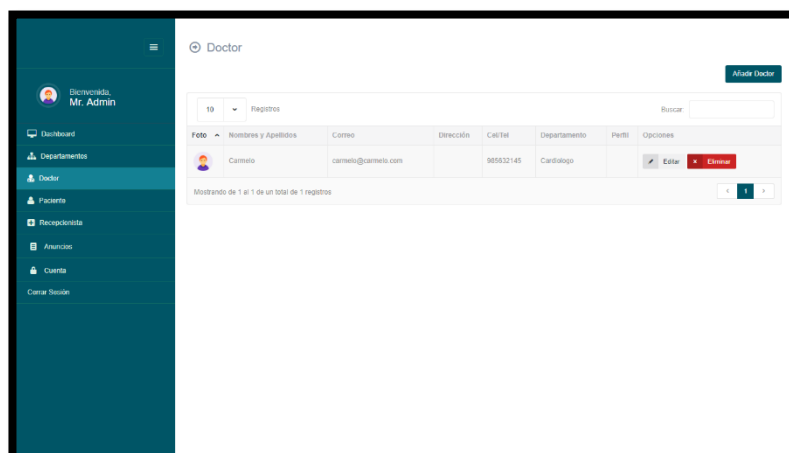 Doctor
Bienvenida,
Mr. Admin
Añadir Doctor
10 Registros Buscar:
Dashboard
Departamentos
Doctor
Paciente
Recepcionista
Anuncios
Cuenta
Cerrar Sesión
Foto Nombres y Apellidos Correo Dirección Cel/Tel Departamento Perfil Opciones
Carmelo carmelo@carmelo.com 985632145 Cardiologo Editar Eliminar
Mostrando de 1 al 1 de un total de 1 registros
1